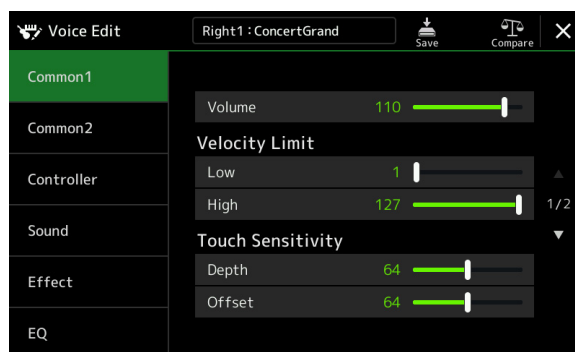 Voice Edit
Right1 : ConcertGrand
Save
Compare
Common1
Common2
Controller
Sound
Effect
EQ
Volume 110
Velocity Limit
Low 1
High 127
Touch Sensitivity
Depth 64
Offset 64
1/2